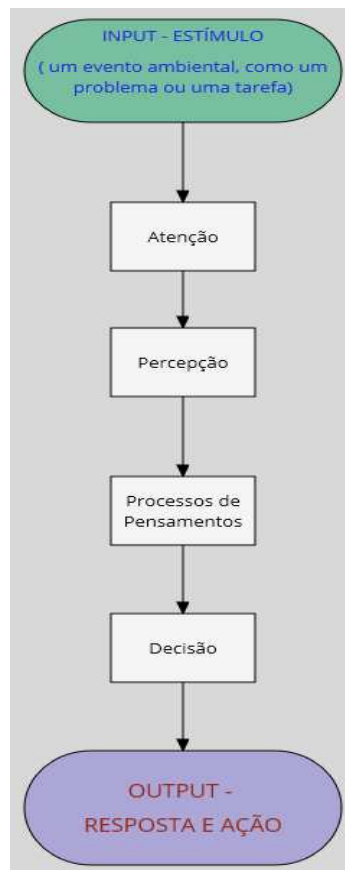 INPUT - ESTÍMULO
( um evento ambiental, como um
problema ou uma tarefa)
Atenção
Percepção
Processos de
Pensamentos
Decisão
OUTPUT -
RESPOSTA E AÇÃO